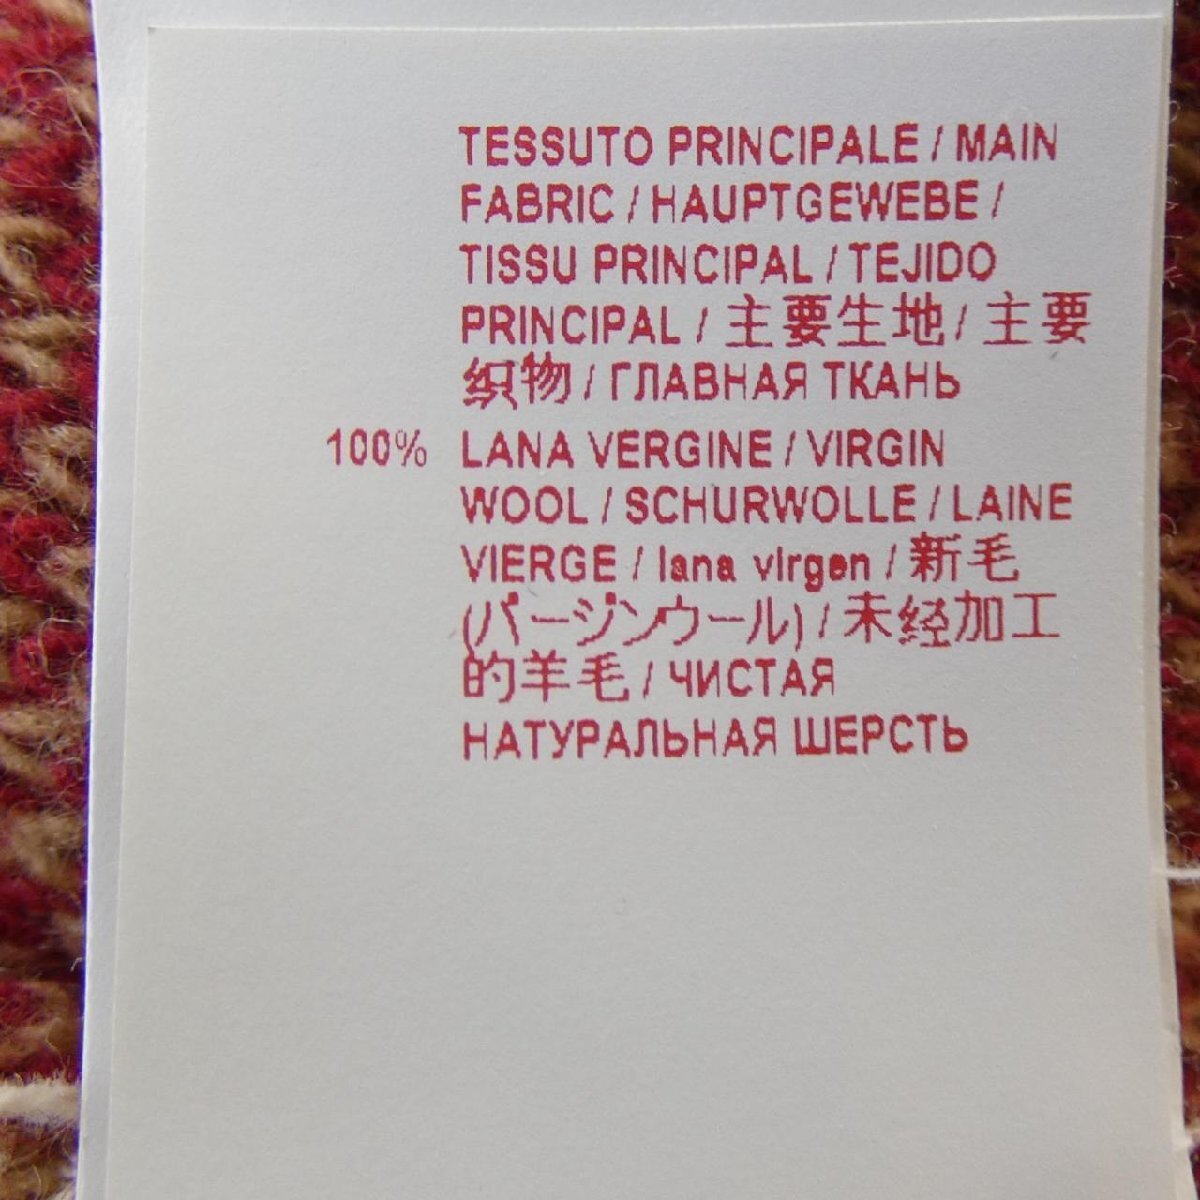 TESSUTO PRINCIPALE / MAIN
FABRIC / HAUPTGEWEBE /
TISSU PRINCIPAL / TEJIDO
PRINCIPAL / 主要生地 / 主要
织物 / ГЛАВНАЯ ТКАНЬ
100% LANA VERGINE / VIRGIN
WOOL / SCHURWOLLE / LAINE
VIERGE / lana virgen / 新毛
(バージンウール) / 未经加工
的羊毛 / ЧИСТАЯ
НАТУРАЛЬНАЯ ШЕРСТЬ